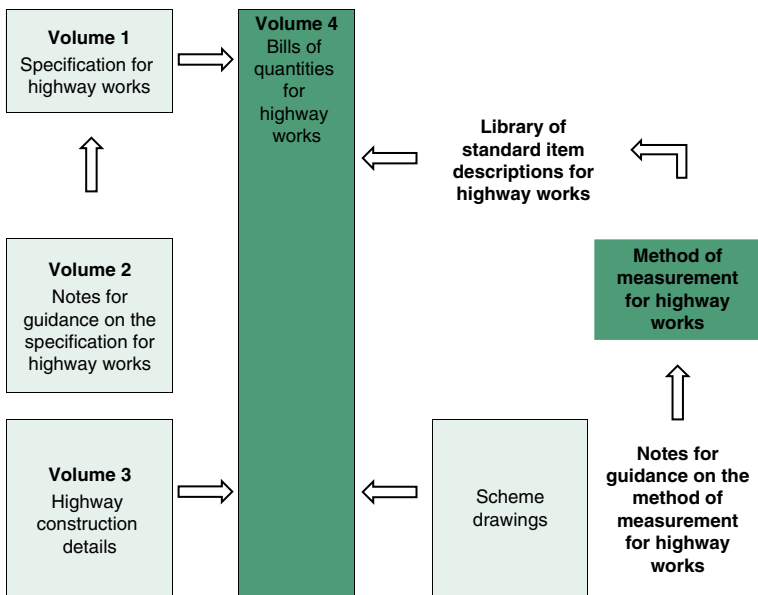 Volume 1
Specification for
highway works
Volume 4
Bills of
quantities
for
highway
works
Library of
standard item
descriptions for
highway works
Volume 2
Notes for
guidance on the
specification for
highway works
Method of
measurement
for highway
works
Volume 3
Highway
construction
details
Scheme
drawings
Notes for
guidance on the
method of
measurement
for highway
works